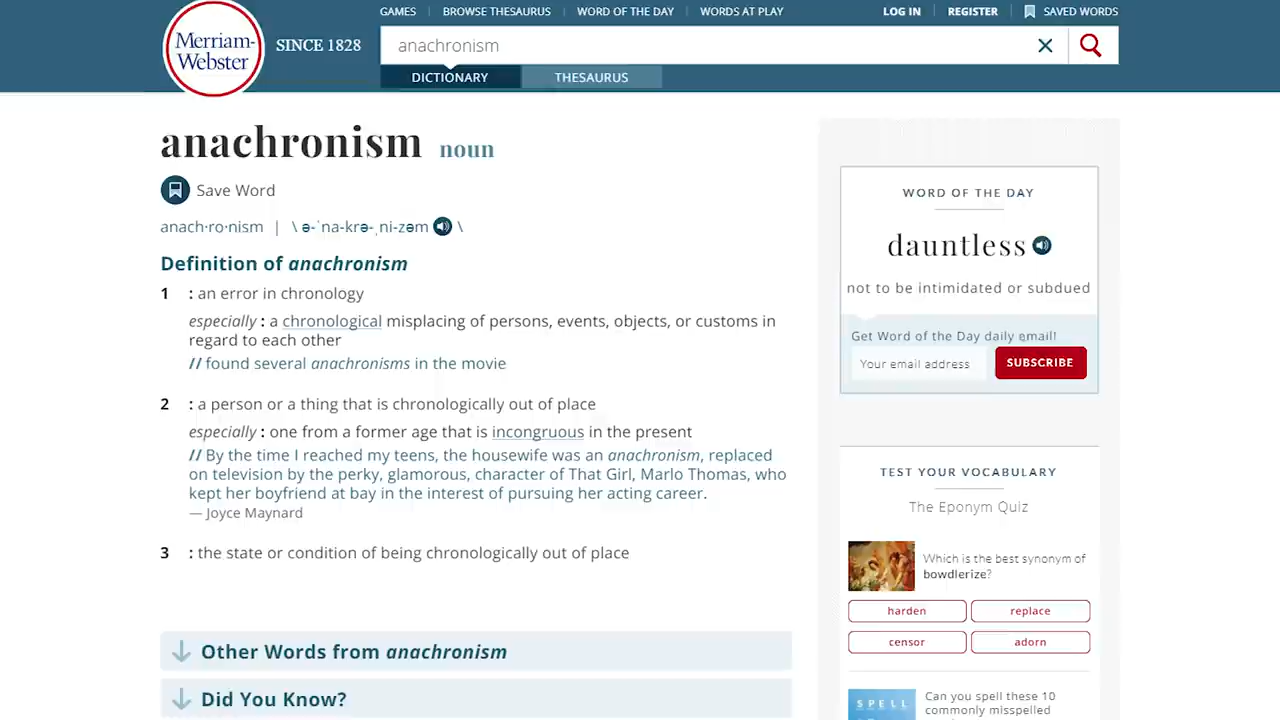 GAMES | BROWSE THESAURUS | WORD OF THE DAY | WORDS AT PLAY
LOG IN | REGISTER | SAVED WORDS
Merriam-
Webster
SINCE 1828
anachronism
DICTIONARY
THESAURUS
anachronism noun
Save Word
anach·ro·nism | \ ə-ˈna-krə-ˌni-zəm \
Definition of anachronism
1 : an error in chronology
especially : a chronological misplacing of persons, events, objects, or customs in
regard to each other
// found several anachronisms in the movie
2 : a person or a thing that is chronologically out of place
especially : one from a former age that is incongruous in the present
// By the time I reached my teens, the housewife was an anachronism, replaced
on television by the perky, glamorous, character of That Girl, Marlo Thomas, who
kept her boyfriend at bay in the interest of pursuing her acting career.
— Joyce Maynard
3 : the state or condition of being chronologically out of place
Other Words from anachronism
Did You Know?
WORD OF THE DAY
dauntless
not to be intimidated or subdued
Get Word of the Day daily email!
Your email address
SUBSCRIBE
TEST YOUR VOCABULARY
The Eponym Quiz
Which is the best synonym of
bowdlerize?
harden
replace
censor
adorn
SPELL
Can you spell these 10
commonly misspelled